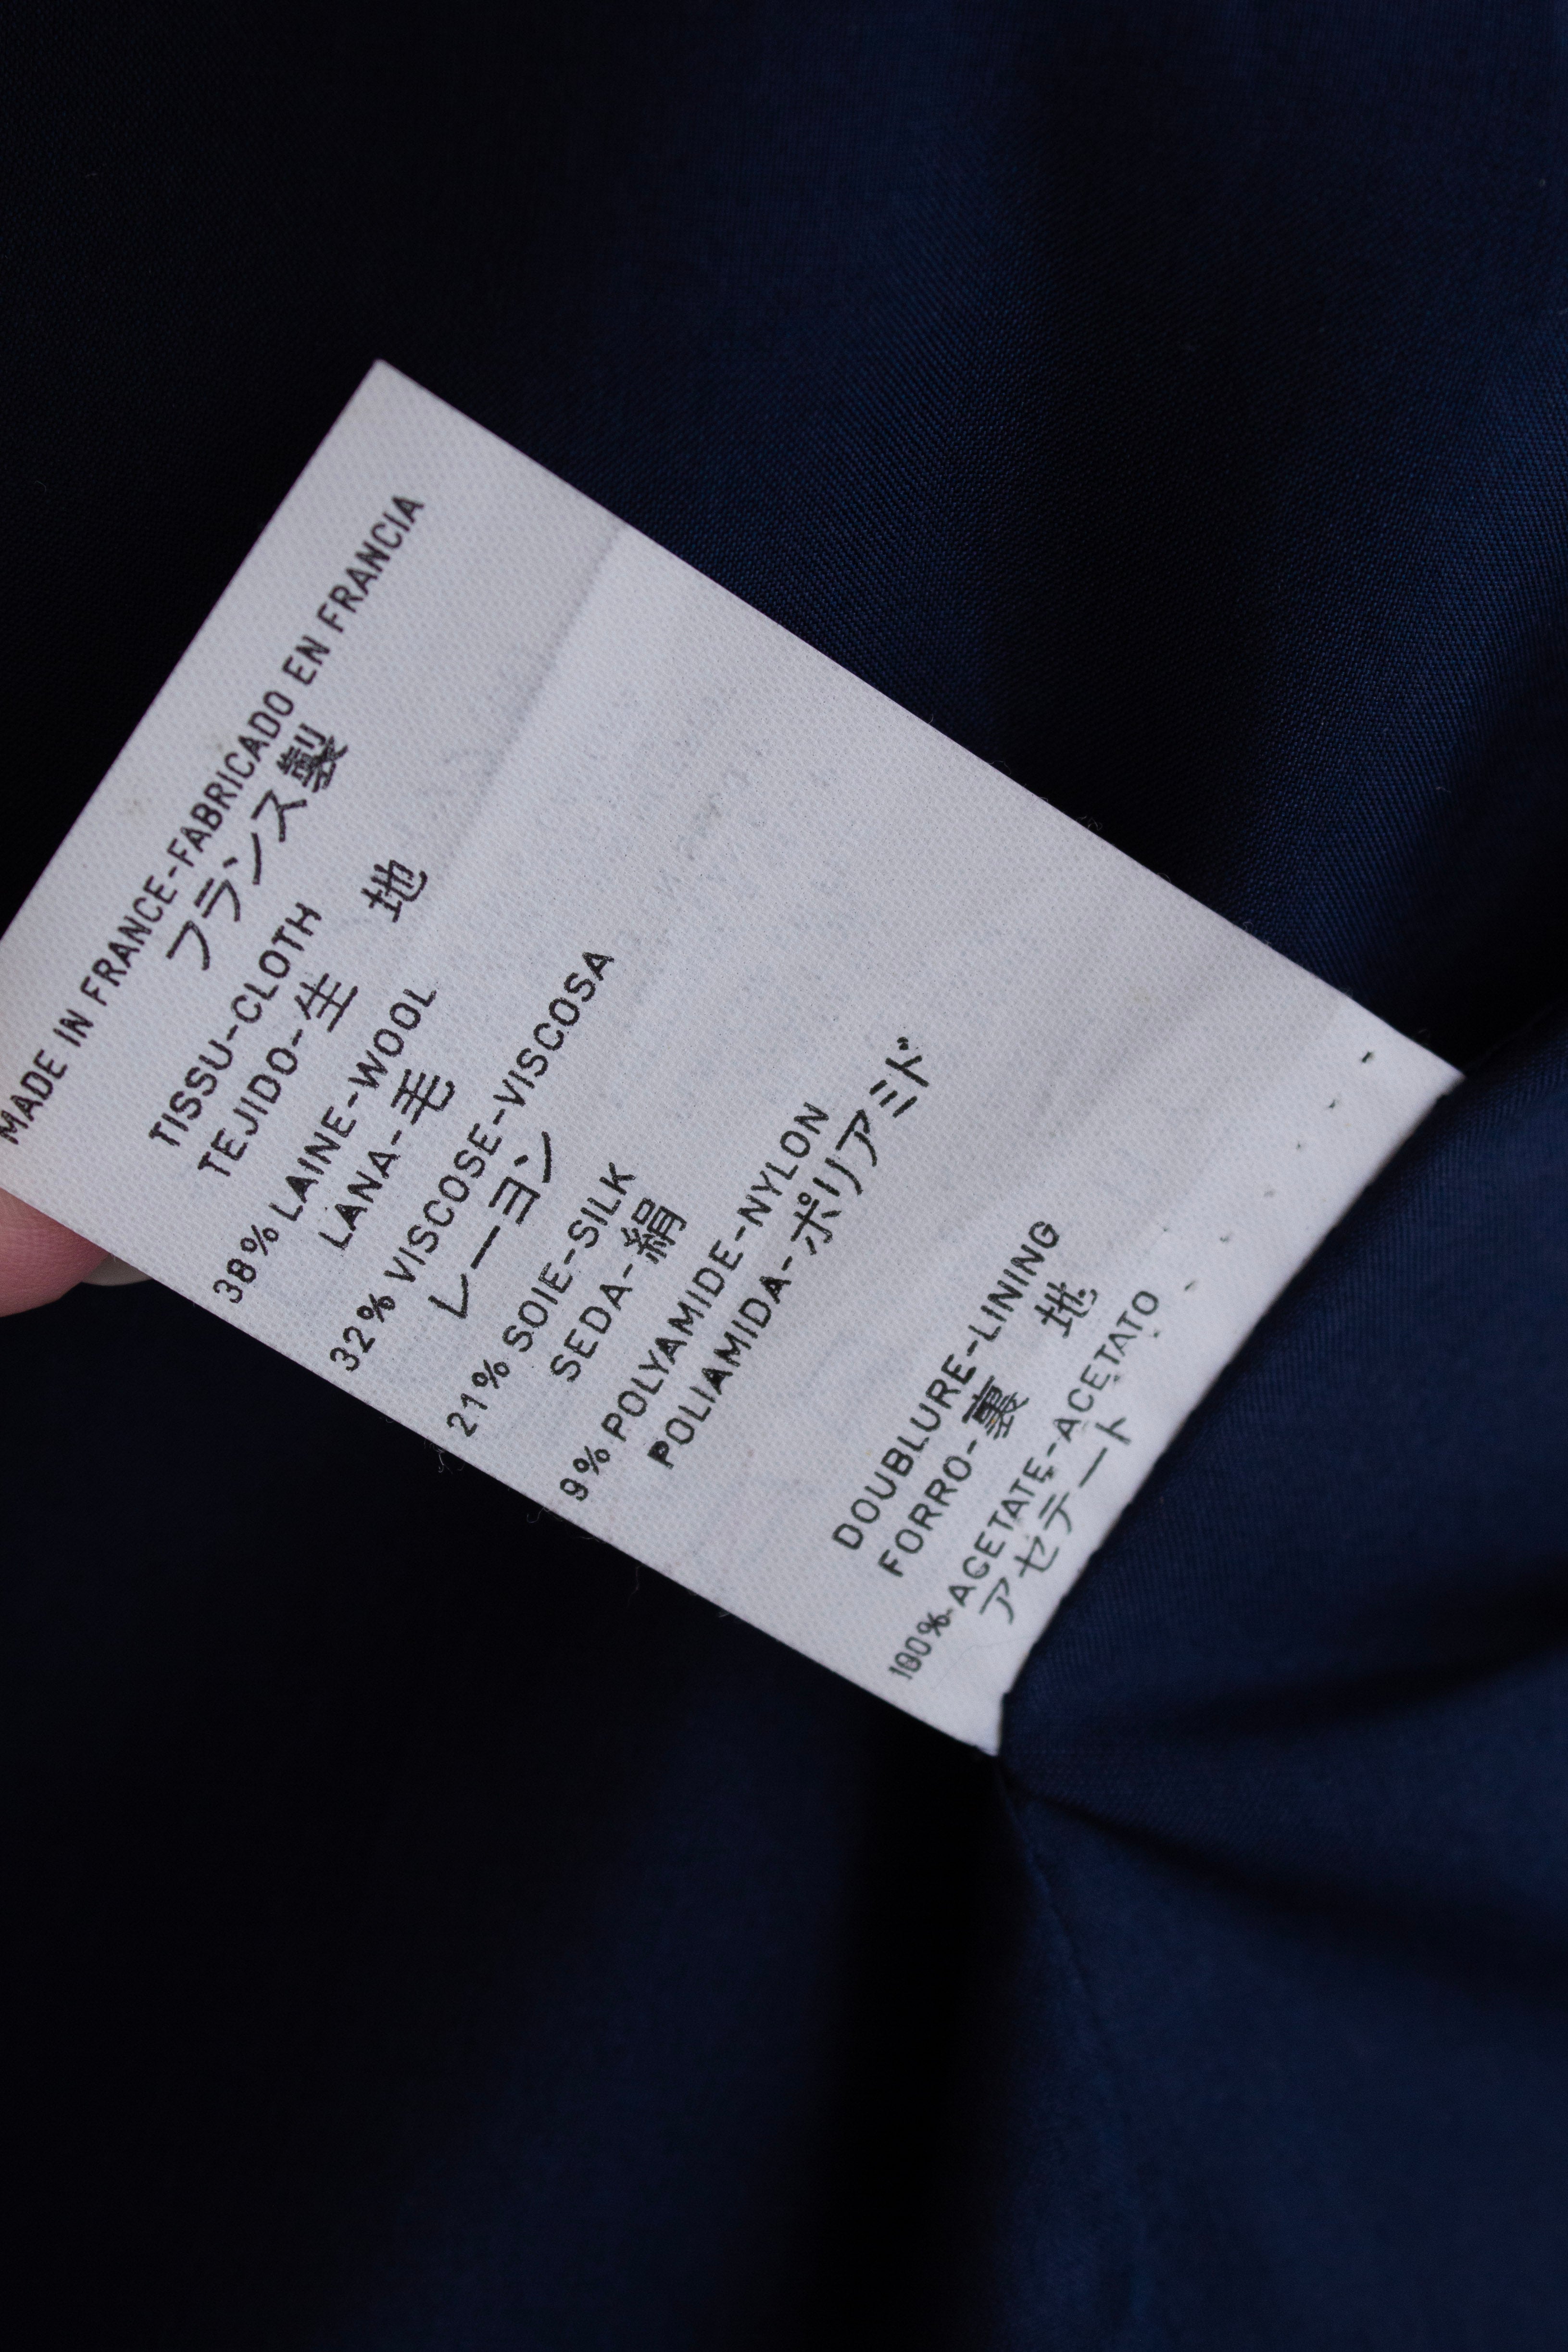 MADE IN FRANCE-FABRICADO EN FRANCIA
フランス製
TISSU-CLOTH
TEJIDO-生 地
38% LAINE-WOOL
LANA-毛
32% VISCOSE-VISCOSA
レーヨン
21% SOIE-SILK
SEDA-絹
9% POLYAMIDE-NYLON
POLIAMIDA-ポリアミド
DOUBLURE-LINING
FORRO-裏 地
100% ACETATE-ACETATO
アセテート